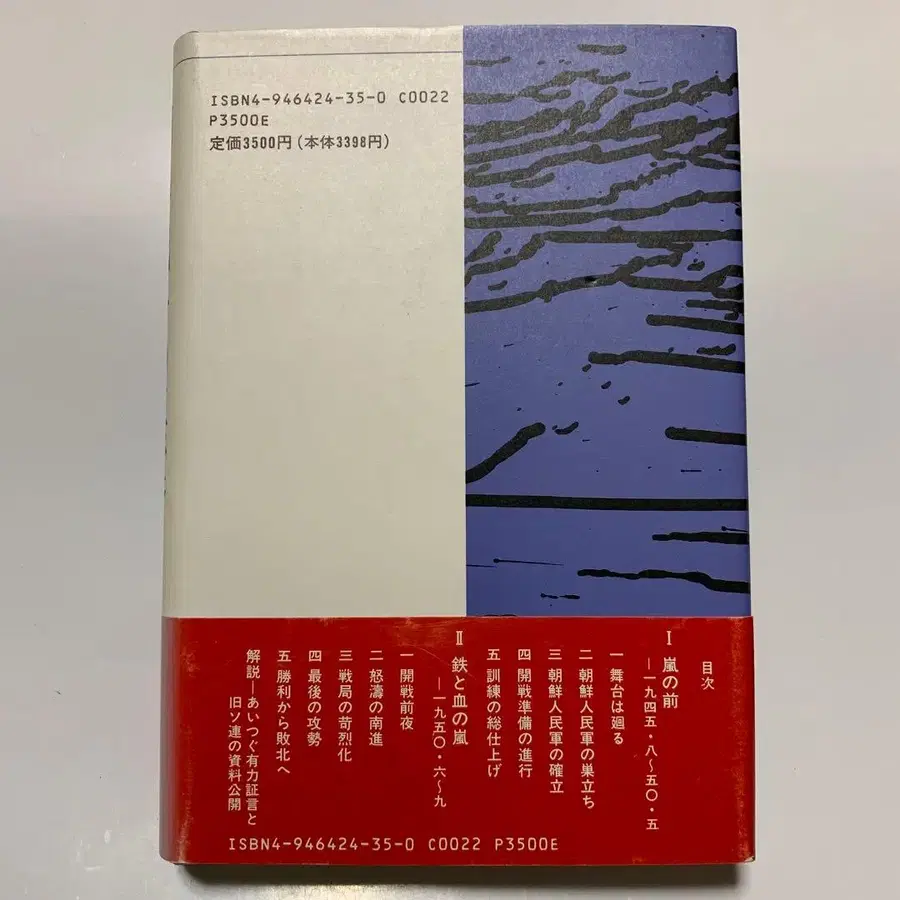 ISBN4-946424-35-0 C0022
P3500E
定価3500円(本体3398円)
目次
Ⅰ 嵐の前
―一九四五・八〜五〇・五
一 舞台は廻る
二 朝鮮人民軍の巣立ち
三 朝鮮人民軍の確立
四 開戦準備の進行
五 訓練の総仕上げ
Ⅱ 鉄と血の嵐
―一九五〇・六〜九
一 開戦前夜
二 怒濤の南進
三 戦局の苛烈化
四 最後の攻勢
五 勝利から敗北へ
解説―あいつぐ有力証言と
旧ソ連の資料公開
ISBN4-946424-35-0 C0022 P3500E